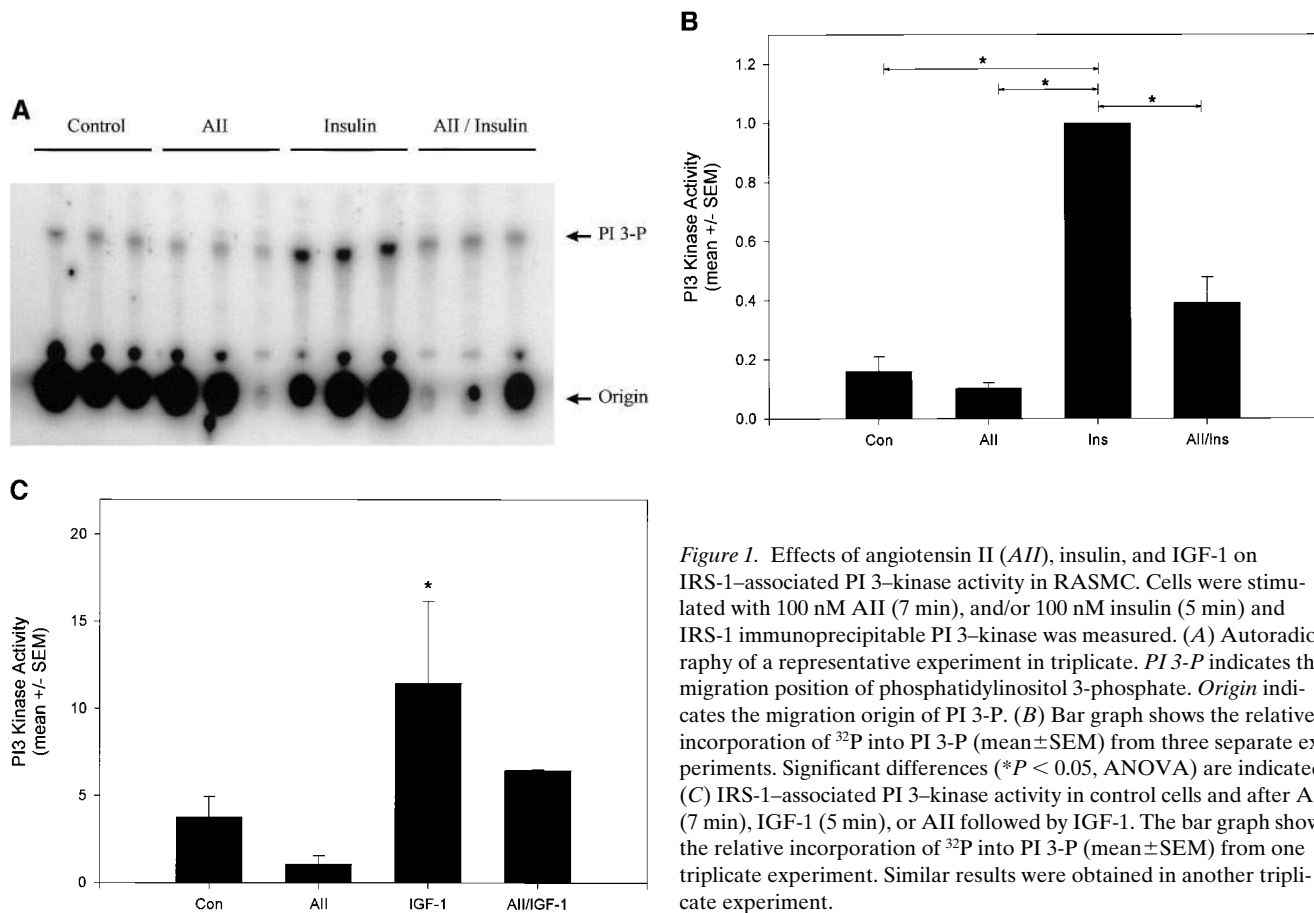 A
Control AII Insulin AII / Insulin
PI 3-P
Origin
B
PI3 Kinase Activity
(mean +/- SEM)
1.2
1.0
0.8
0.6
0.4
0.2
0.0
*
*
*
Con AII Ins AII/Ins
C
PI3 Kinase Activity
(mean +/- SEM)
20
15
10
5
0
*
Con AII IGF-1 AII/IGF-1
Figure 1. Effects of angiotensin II (AII), insulin, and IGF-1 on
IRS-1–associated PI 3–kinase activity in RASMC. Cells were stimu-
lated with 100 nM AII (7 min), and/or 100 nM insulin (5 min) and
IRS-1 immunoprecipitable PI 3–kinase was measured. (A) Autoradio
raphy of a representative experiment in triplicate. PI 3-P indicates th
migration position of phosphatidylinositol 3-phosphate. Origin indi-
cates the migration origin of PI 3-P. (B) Bar graph shows the relative
incorporation of ³²P into PI 3-P (mean±SEM) from three separate ex
periments. Significant differences (*P < 0.05, ANOVA) are indicated
(C) IRS-1–associated PI 3–kinase activity in control cells and after A
(7 min), IGF-1 (5 min), or AII followed by IGF-1. The bar graph show
the relative incorporation of ³²P into PI 3-P (mean±SEM) from one
triplicate experiment. Similar results were obtained in another tripli-
cate experiment.